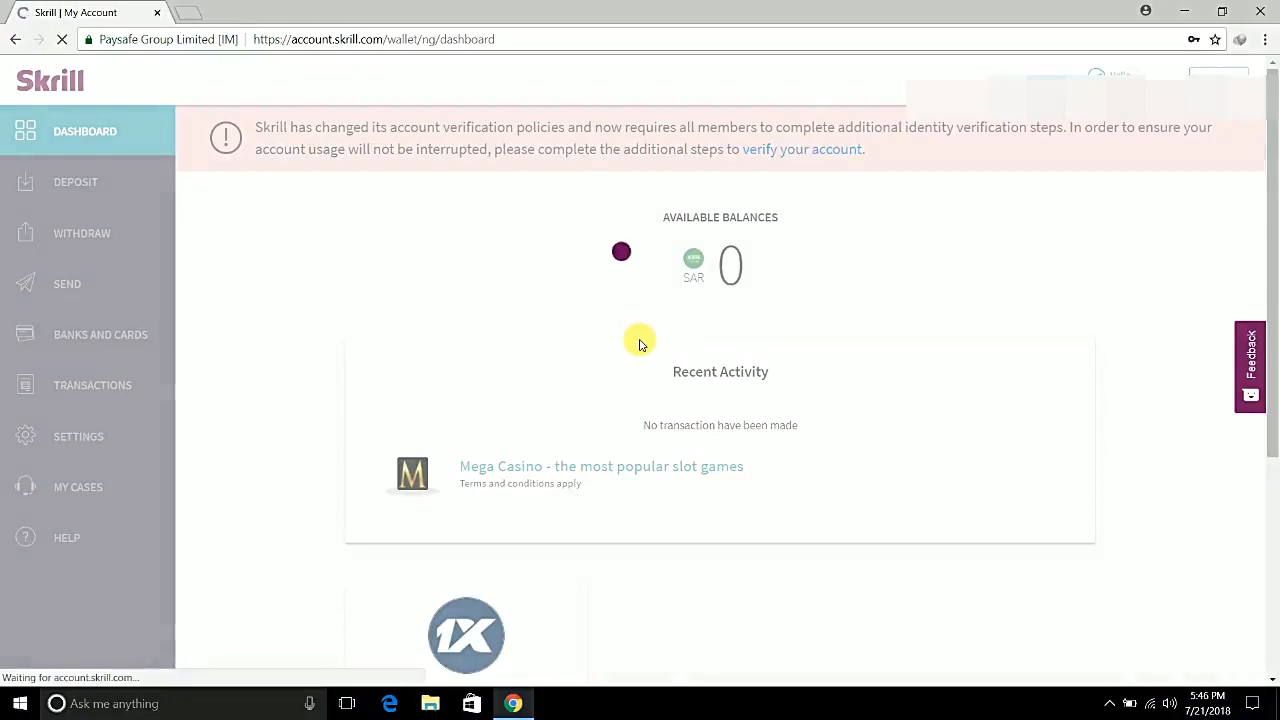 Skrill | My Account
Paysafe Group Limited [IM]
https://account.skrill.com/wallet/ng/dashboard
Skrill
Hello
DASHBOARD
DEPOSIT
WITHDRAW
SEND
BANKS AND CARDS
TRANSACTIONS
SETTINGS
MY CASES
HELP
Skrill has changed its account verification policies and now requires all members to complete additional identity verification steps. In order to ensure your
account usage will not be interrupted, please complete the additional steps to verify your account.
AVAILABLE BALANCES
SAR 0
Recent Activity
No transaction have been made
M
Mega Casino - the most popular slot games
Terms and conditions apply
1X
Feedback
Waiting for account.skrill.com...
Ask me anything
5:46 PM
7/21/2018